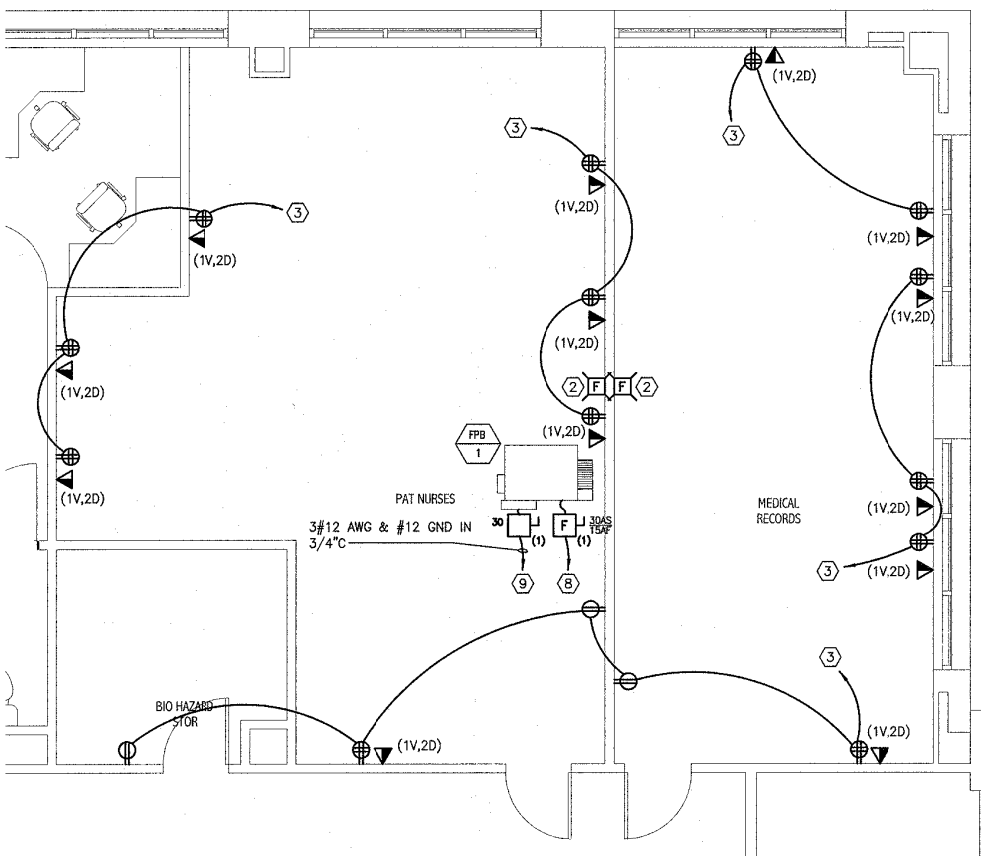 (1V,2D)
3
3
3
(1V,2D)
3
(1V,2D)
(1V,2D)
(1V,2D)
(1V,2D)
(1V,2D)
2
F
F
2
(1V,2D)
(1V,2D)
FPB
1
(1V,2D)
PAT NURSES
30
F
30AS
15AF
(1)
(1)
3#12 AWG & #12 GND IN
3/4"C
MEDICAL
RECORDS
(1V,2D)
9
8
3
(1V,2D)
3
BIO HAZARD
STOR
(1V,2D)
(1V,2D)